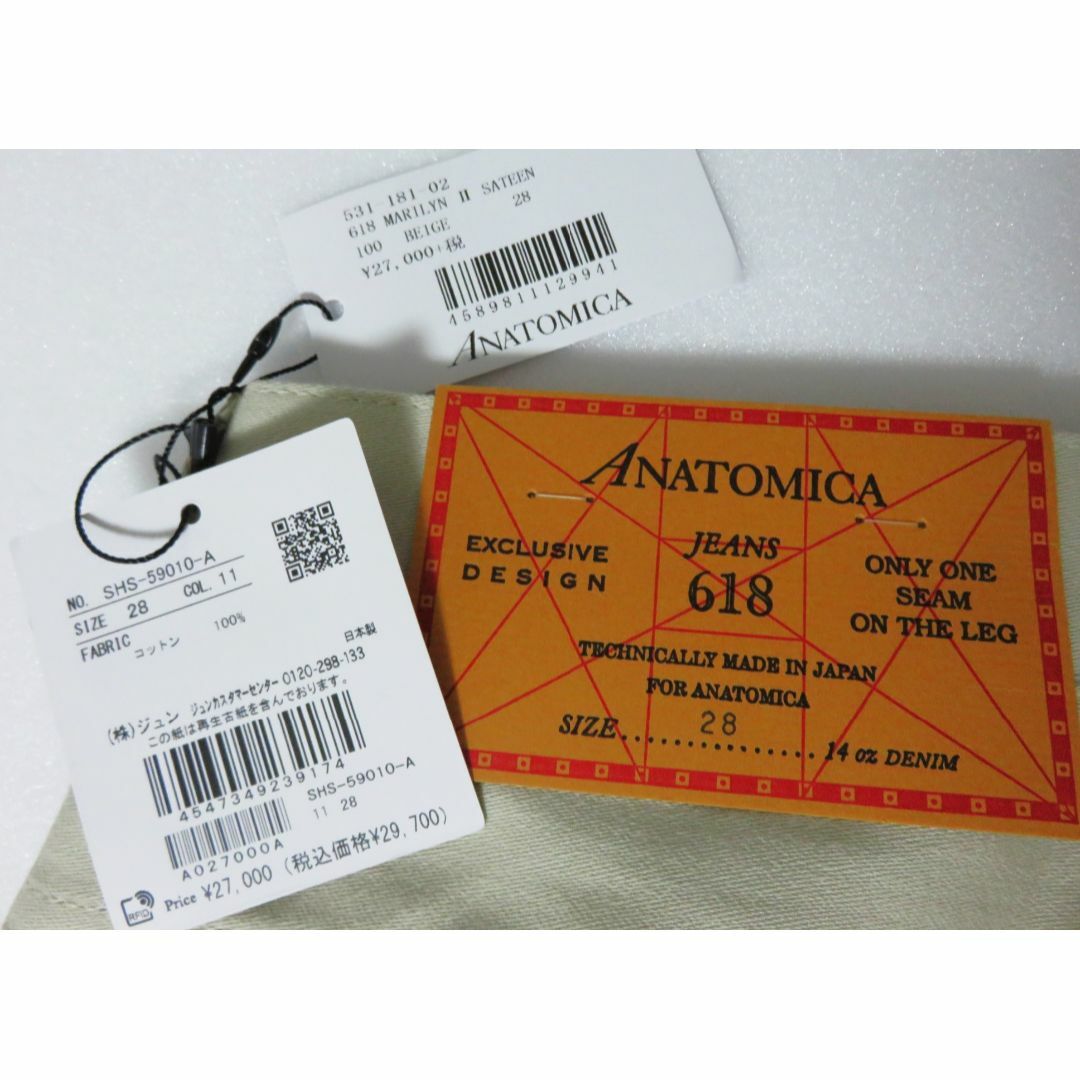 531-181-02
618 MARILYN II SATEEN
100 BEIGE 28
¥27,000+税
4589811129941
ANATOMICA
NO. SHS-59010-A
SIZE 28 COL. 11
FABRIC
コットン 100%
日本製
(株)ジュン ジュンカスタマーセンター 0120-298-133
この紙は再生古紙を含んでおります。
4547349239174
SHS-59010-A
11 28
A027000A
RFID
Price ¥27,000 (税込価格¥29,700)
ANATOMICA
EXCLUSIVE
DESIGN
JEANS
618
ONLY ONE
SEAM
ON THE LEG
TECHNICALLY MADE IN JAPAN
FOR ANATOMICA
SIZE....28............14 oz DENIM